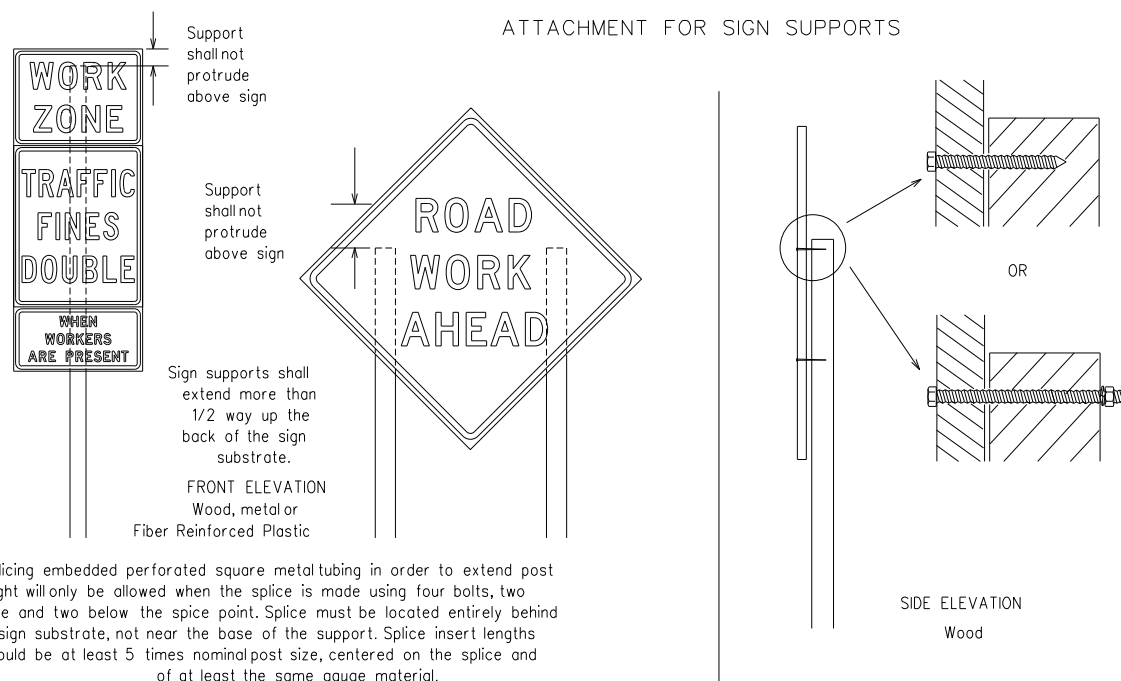 ATTACHMENT FOR SIGN SUPPORTS
Support
shall not
protrude
above sign
WORK
ZONE
TRAFFIC
FINES
DOUBLE
WHEN
WORKERS
ARE PRESENT
Support
shall not
protrude
above sign
ROAD
WORK
AHEAD
Sign supports shall
extend more than
1/2 way up the
back of the sign
substrate.
FRONT ELEVATION
Wood, metal or
Fiber Reinforced Plastic
embedded perforated square metal tubing in order to extend post
will only be allowed when the splice is made using four bolts, two
and two below the spice point. Splice must be located entirely behind
sign substrate, not near the base of the support. Splice insert lengths
be at least 5 times nominal post size, centered on the splice and
of at least the same gauge material.
OR
SIDE ELEVATION
Wood